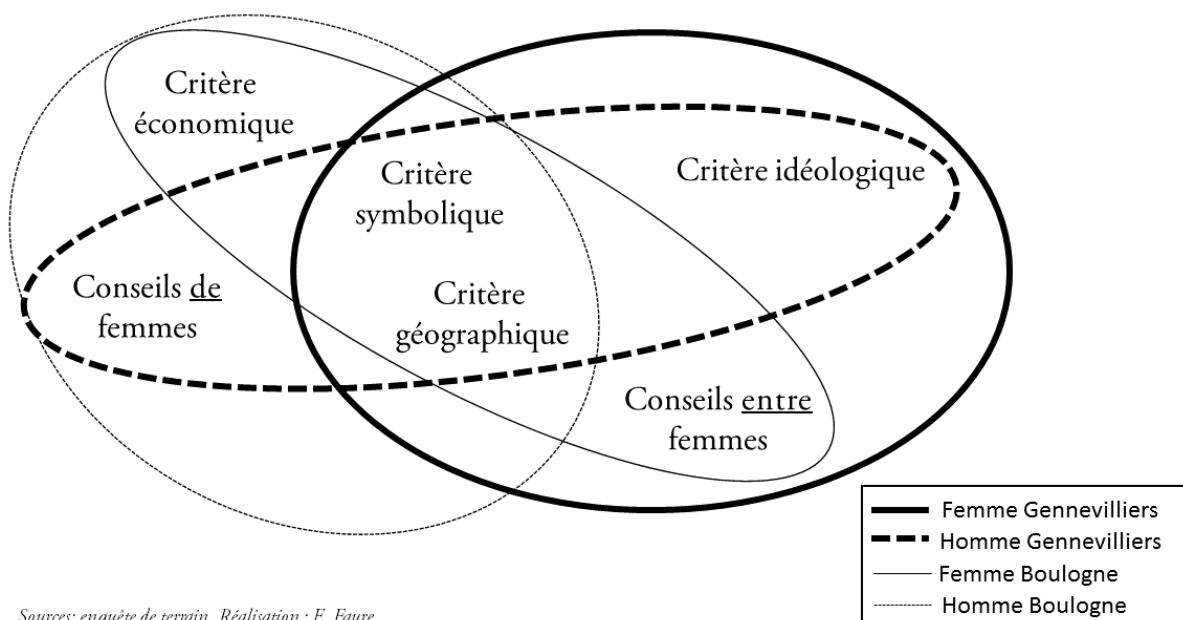 Critère
économique
Critère
symbolique
Critère idéologique
Conseils de
femmes
Critère
géographique
Conseils entre
femmes
Femme Gennevilliers
Homme Gennevilliers
Femme Boulogne
Homme Boulogne
Sources: enquête de terrain. Réalisation : E. Faure